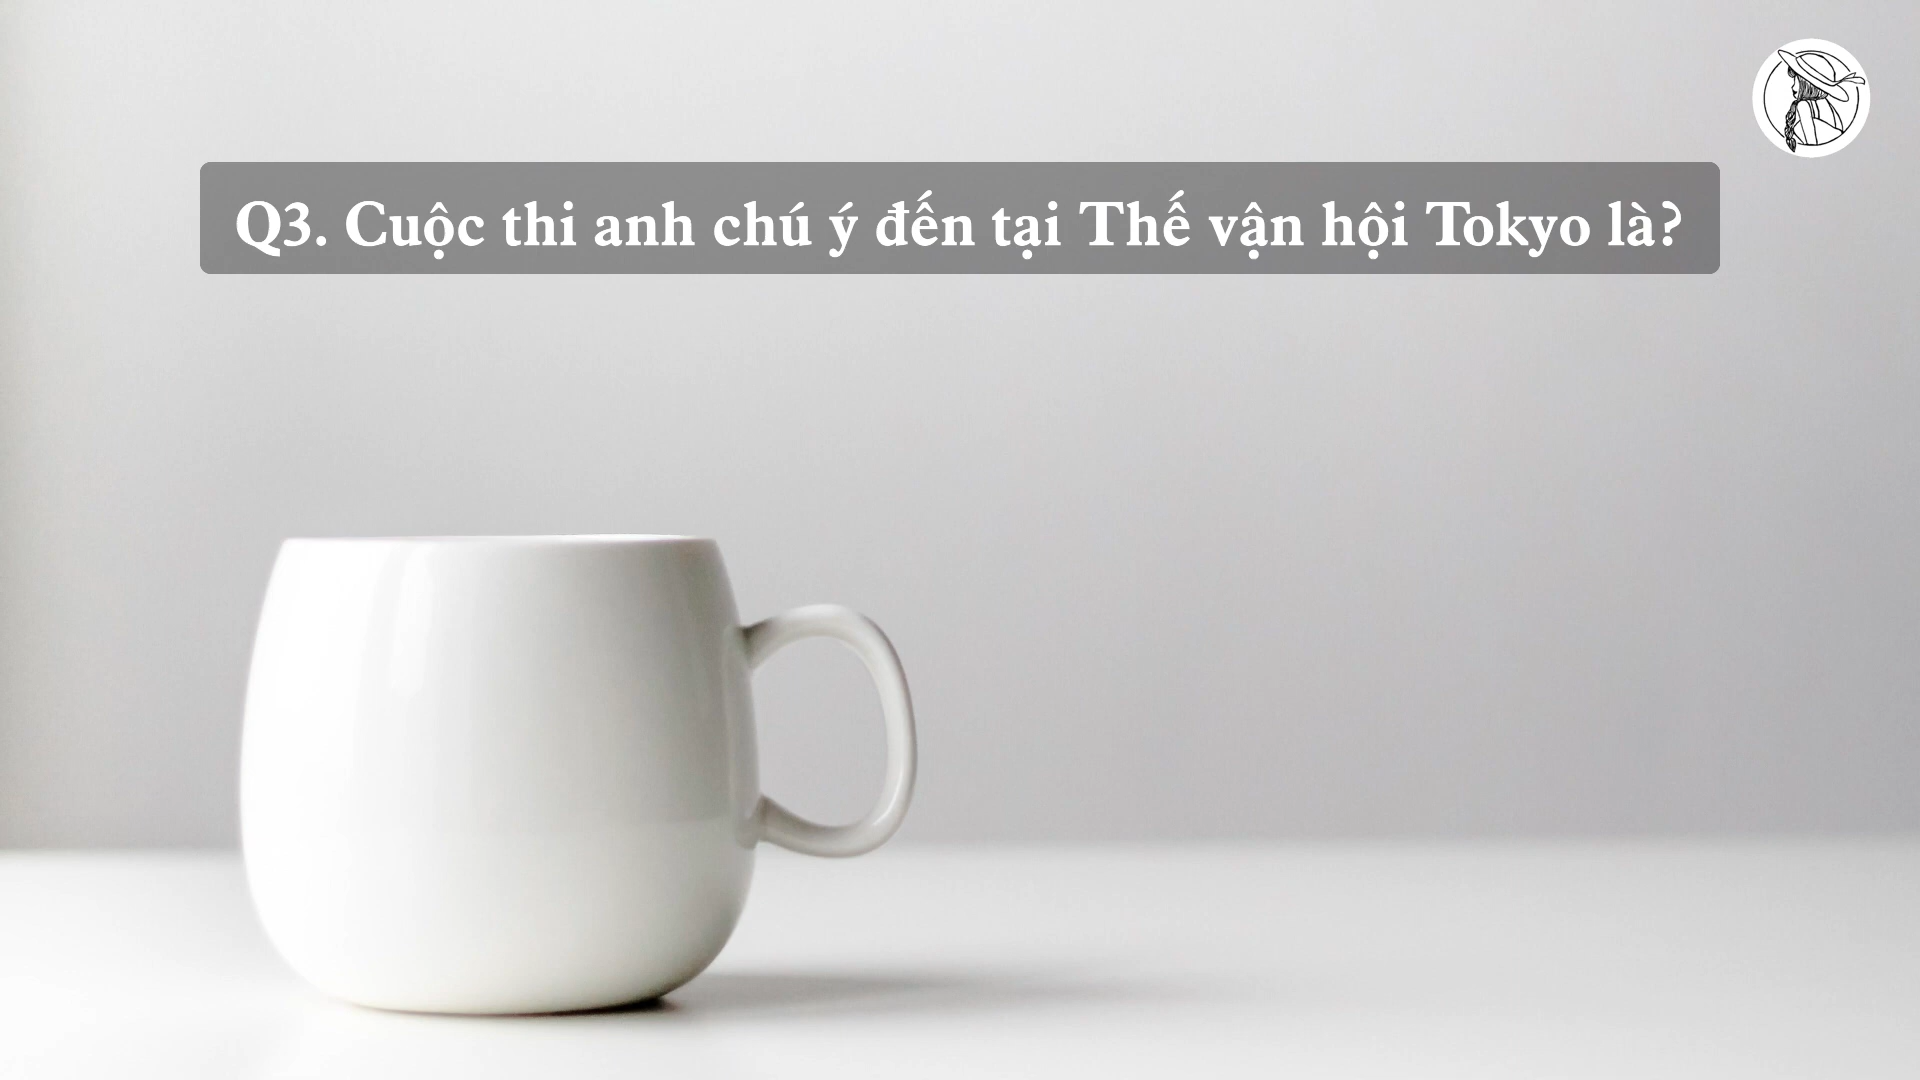 Q3. Cuộc thi anh chú ý đến tại Thế vận hội Tokyo là?